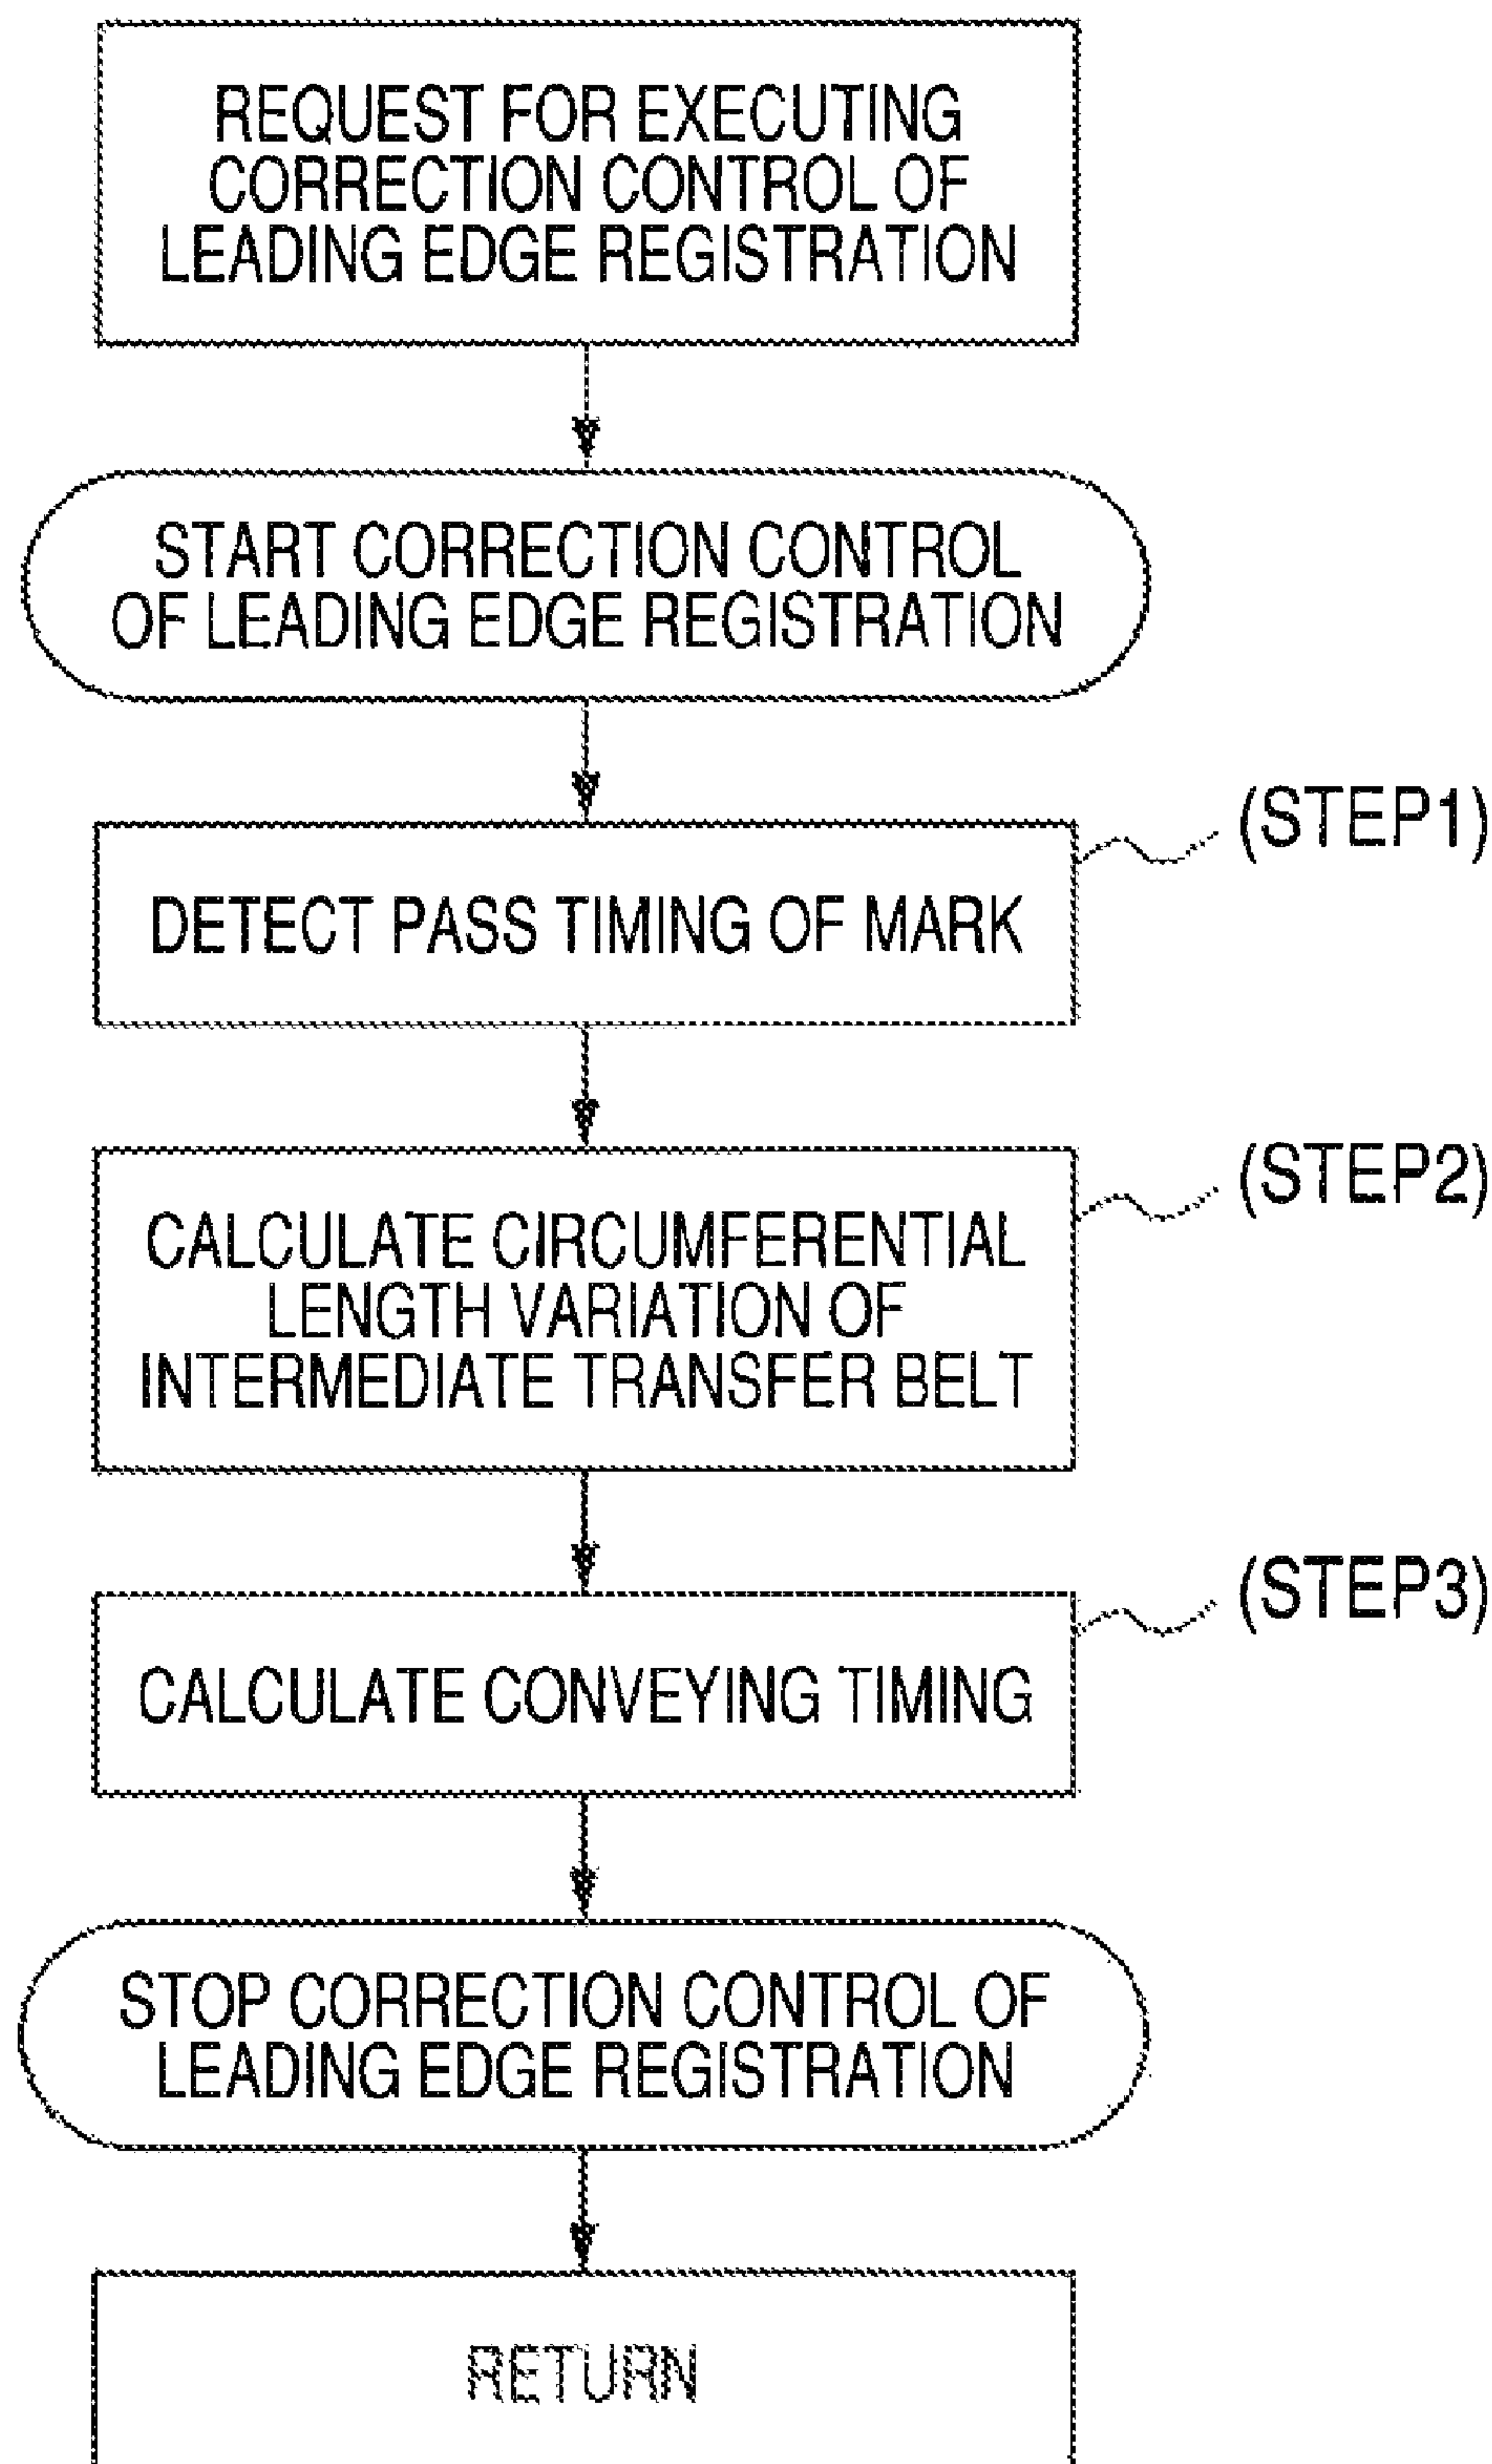 REQUEST FOR EXECUTING
CORRECTION CONTROL OF
LEADING EDGE REGISTRATION
START CORRECTION CONTROL
OF LEADING EDGE REGISTRATION
(STEP1)
DETECT PASS TIMING OF MARK
(STEP2)
CALCULATE CIRCUMFERENTIAL
LENGTH VARIATION OF
INTERMEDIATE TRANSFER BELT
(STEP3)
CALCULATE CONVEYING TIMING
STOP CORRECTION CONTROL OF
LEADING EDGE REGISTRATION
RETURN